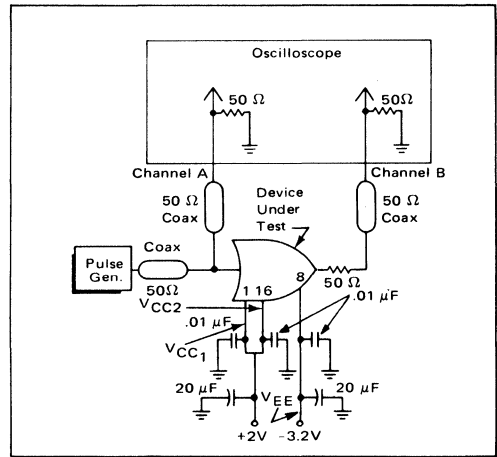 Oscilloscope
50 Ω
50Ω
Channel A
Channel B
50 Ω
Coax
Device
Under
Test
50 Ω
Coax
Pulse
Gen.
Coax
50Ω
1 16
8
50 Ω
VCC2
.01 µF
.01 µF
VCC1
20 µF
VEE
20 µF
+2V
-3.2V